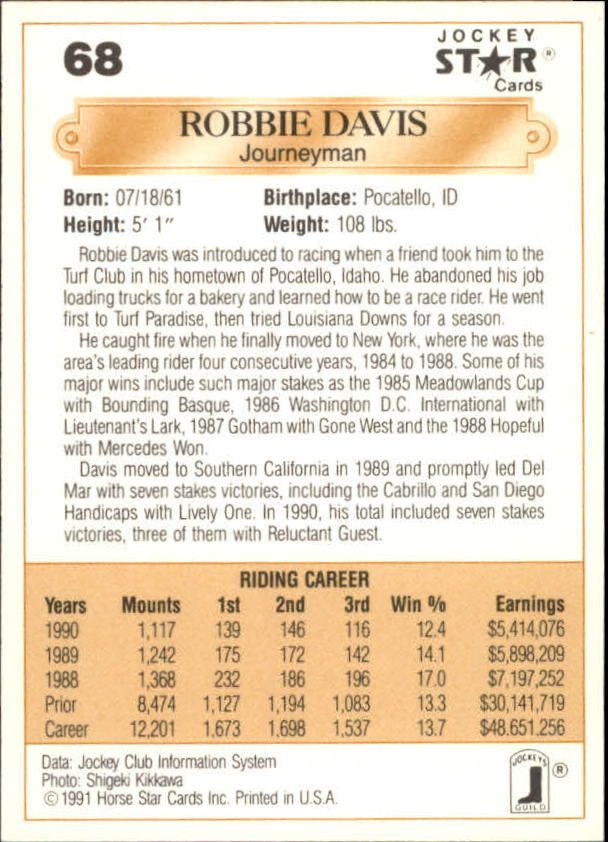 68
JOCKEY
ST★R®
Cards
ROBBIE DAVIS
Journeyman
Born: 07/18/61 Birthplace: Pocatello, ID
Height: 5' 1" Weight: 108 lbs.
Robbie Davis was introduced to racing when a friend took him to the
Turf Club in his hometown of Pocatello, Idaho. He abandoned his job
loading trucks for a bakery and learned how to be a race rider. He went
first to Turf Paradise, then tried Louisiana Downs for a season.
He caught fire when he finally moved to New York, where he was the
area's leading rider four consecutive years, 1984 to 1988. Some of his
major wins include such major stakes as the 1985 Meadowlands Cup
with Bounding Basque, 1986 Washington D.C. International with
Lieutenant's Lark, 1987 Gotham with Gone West and the 1988 Hopeful
with Mercedes Won.
Davis moved to Southern California in 1989 and promptly led Del
Mar with seven stakes victories, including the Cabrillo and San Diego
Handicaps with Lively One. In 1990, his total included seven stakes
victories, three of them with Reluctant Guest.
RIDING CAREER
Years Mounts 1st 2nd 3rd Win % Earnings
1990 1,117 139 146 116 12.4 $5,414,076
1989 1,242 175 172 142 14.1 $5,898,209
1988 1,368 232 186 196 17.0 $7,197,252
Prior 8,474 1,127 1,194 1,083 13.3 $30,141,719
Career 12,201 1,673 1,698 1,537 13.7 $48.651.256
Data: Jockey Club Information System
Photo: Shigeki Kikkawa
©1991 Horse Star Cards Inc. Printed in U.S.A.
JOCKEYS'
GUILD
®